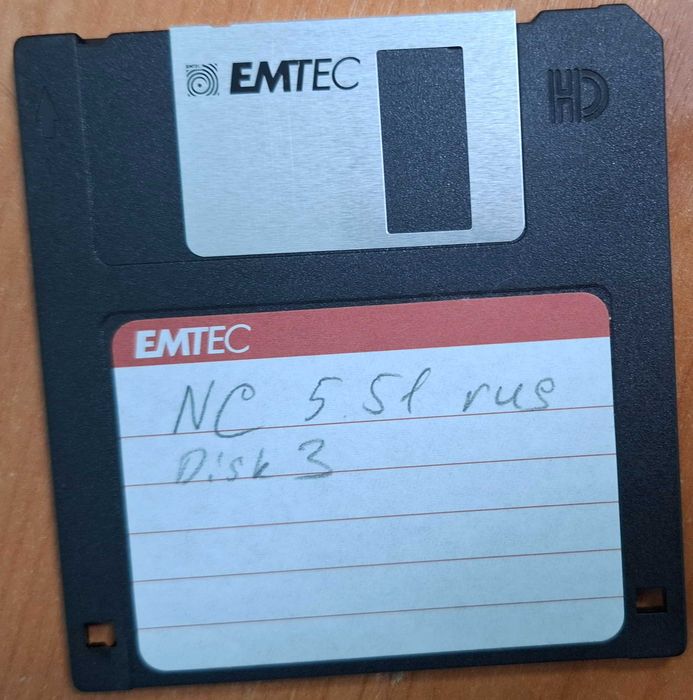 EMTEC
HD
EMTEC
NC 5.51 rus
Disk 3